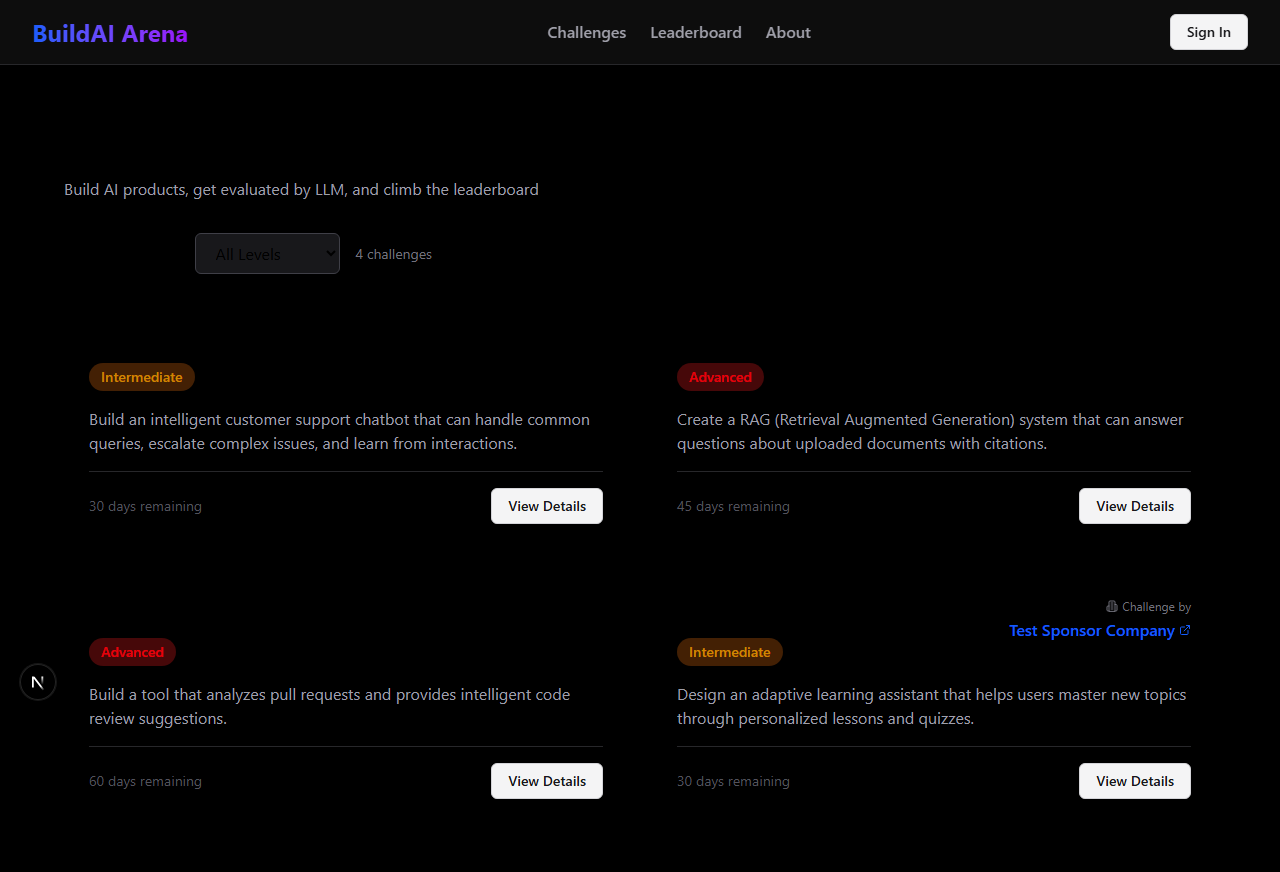 BuildAI Arena
Challenges
Leaderboard
About
Sign In
Build AI products, get evaluated by LLM, and climb the leaderboard
All Levels
4 challenges
Intermediate
Build an intelligent customer support chatbot that can handle common
queries, escalate complex issues, and learn from interactions.
30 days remaining
View Details
Advanced
Create a RAG (Retrieval Augmented Generation) system that can answer
questions about uploaded documents with citations.
45 days remaining
View Details
Advanced
Build a tool that analyzes pull requests and provides intelligent code
review suggestions.
60 days remaining
View Details
Challenge by
Test Sponsor Company
Intermediate
Design an adaptive learning assistant that helps users master new topics
through personalized lessons and quizzes.
30 days remaining
View Details
N